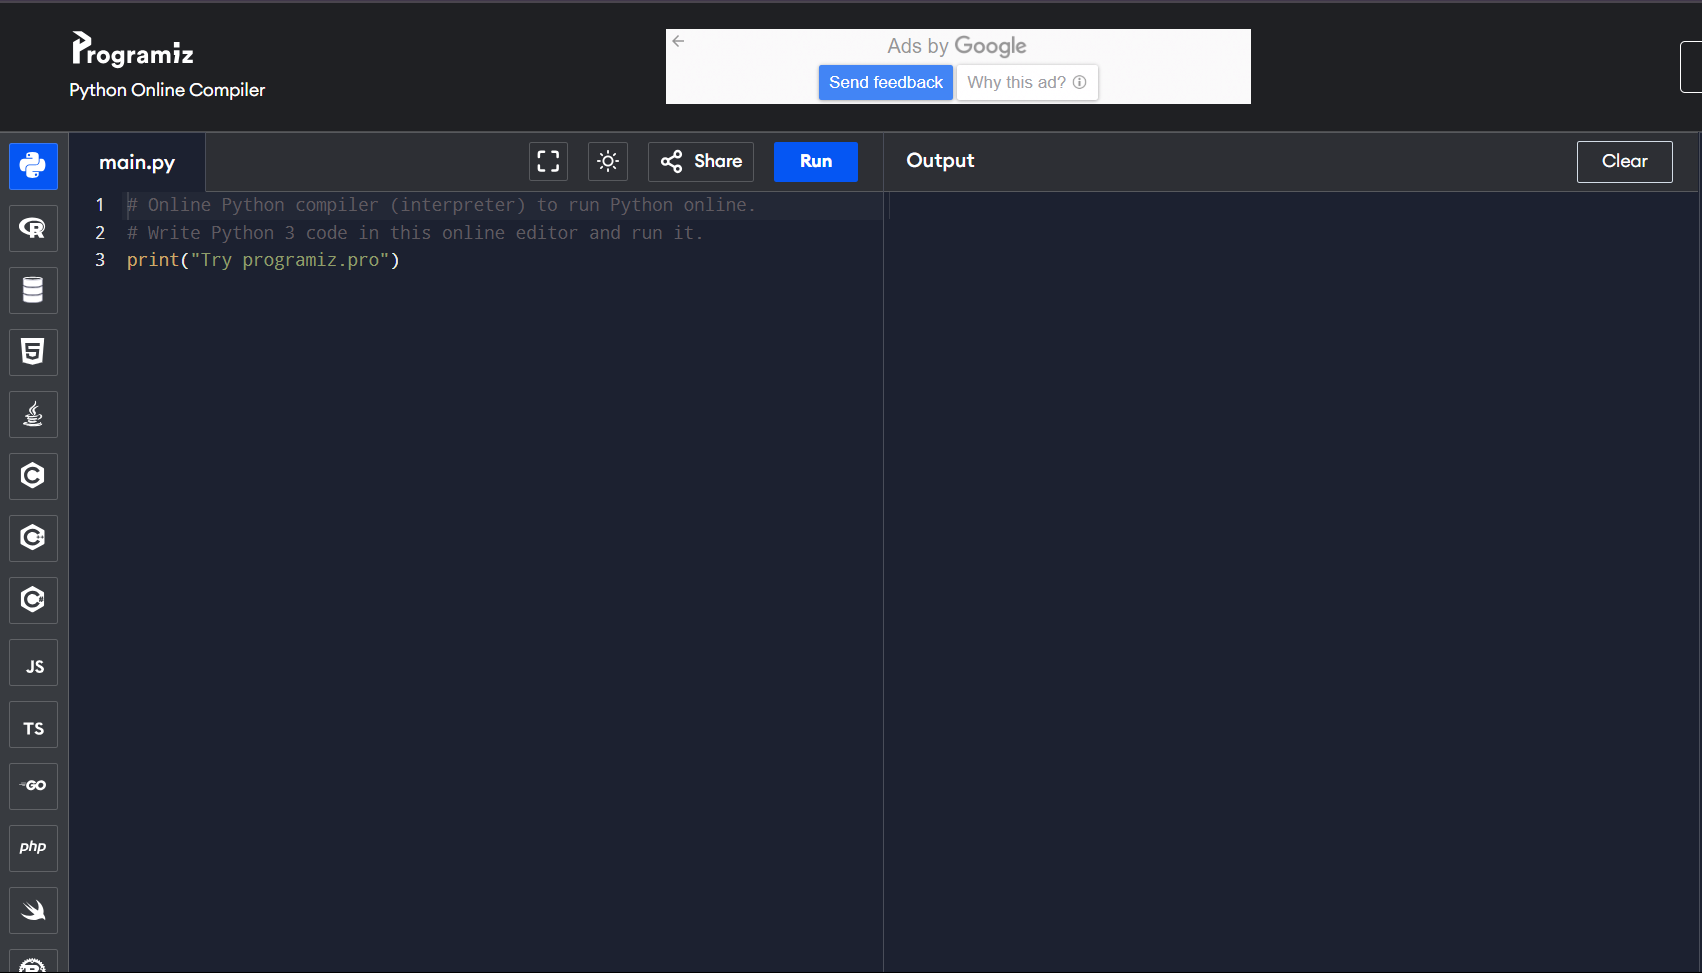 Programiz
Python Online Compiler
Ads by Google
Send feedback
Why this ad?
main.py
Share
Run
Output
Clear
1 # Online Python compiler (interpreter) to run Python online.
2 # Write Python 3 code in this online editor and run it.
3 print("Try programiz.pro")
R
5
C
C++
C#
JS
TS
GO
php
R